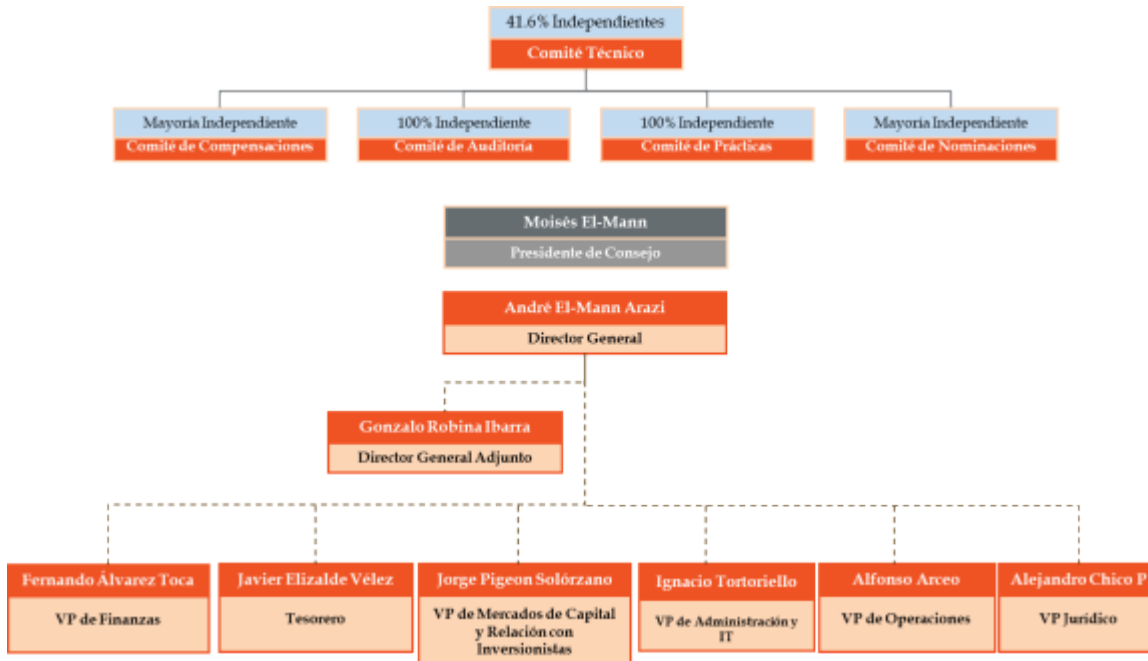 41.6% Independientes
Comité Técnico
Mayoría Independiente
Comité de Compensaciones
100% Independiente
Comité de Auditoría
100% Independiente
Comité de Prácticas
Mayoría Independiente
Comité de Nominaciones
Moisés El-Mann
Presidente de Consejo
André El-Mann Arazi
Director General
Gonzalo Robina Ibarra
Director General Adjunto
Fernando Álvarez Toca
VP de Finanzas
Javier Elizalde Vélez
Tesorero
Jorge Pigeon Solórzano
VP de Mercados de Capital
y Relación con
Inversionistas
Ignacio Tortoriello
VP de Administración y
IT
Alfonso Arceo
VP de Operaciones
Alejandro Chico P
VP Jurídico